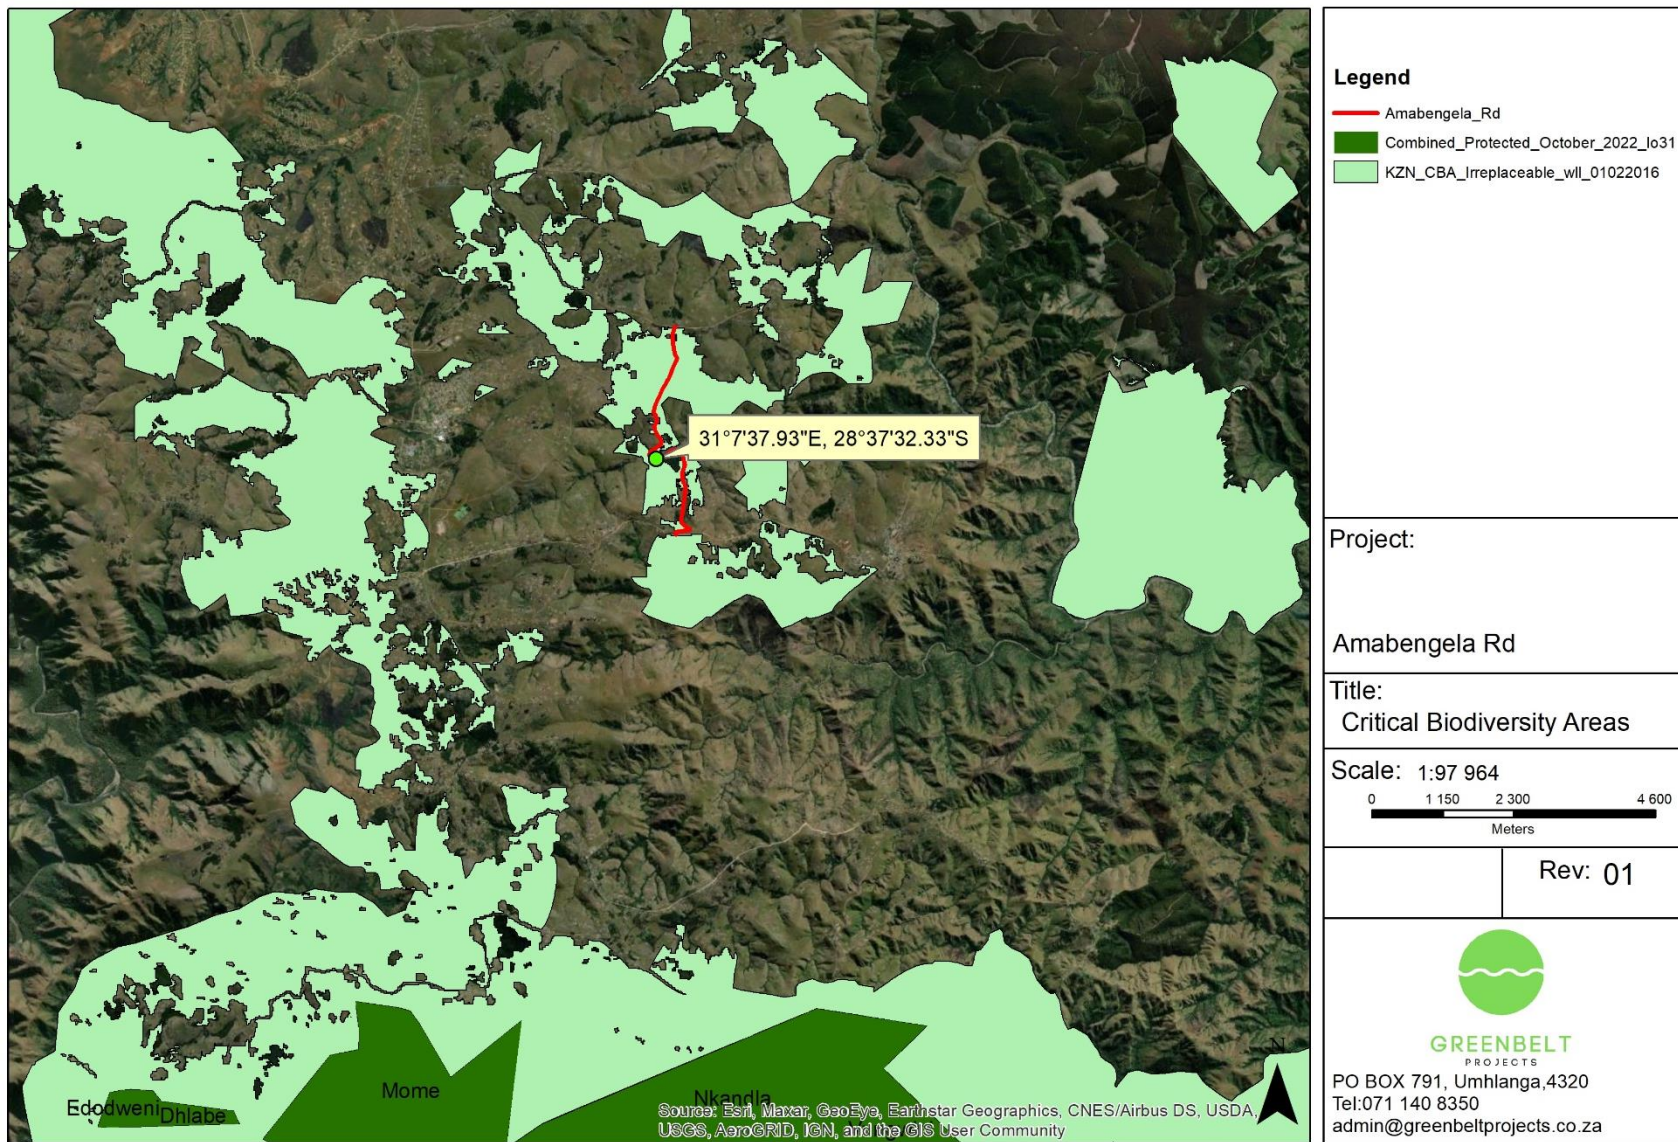 31°7'37.93"E, 28°37'32.33"S
Mome
Nkandla
Edodweni
Dhlabe
N
Source: Esri, Maxar, GeoEye, Earthstar Geographics, CNES/Airbus DS, USDA,
USGS, AeroGRID, IGN, and the GIS User Community
Legend
Amabengela_Rd
Combined_Protected_October_2022_lo31
KZN_CBA_Irreplaceable_wll_01022016
Project:
Amabengela Rd
Title:
Critical Biodiversity Areas
Scale: 1:97 964
0 1 150 2 300 4 600
Meters
Rev: 01
GREENBELT
PROJECTS
PO BOX 791, Umhlanga,4320
Tel:071 140 8350
admin@greenbeltprojects.co.za